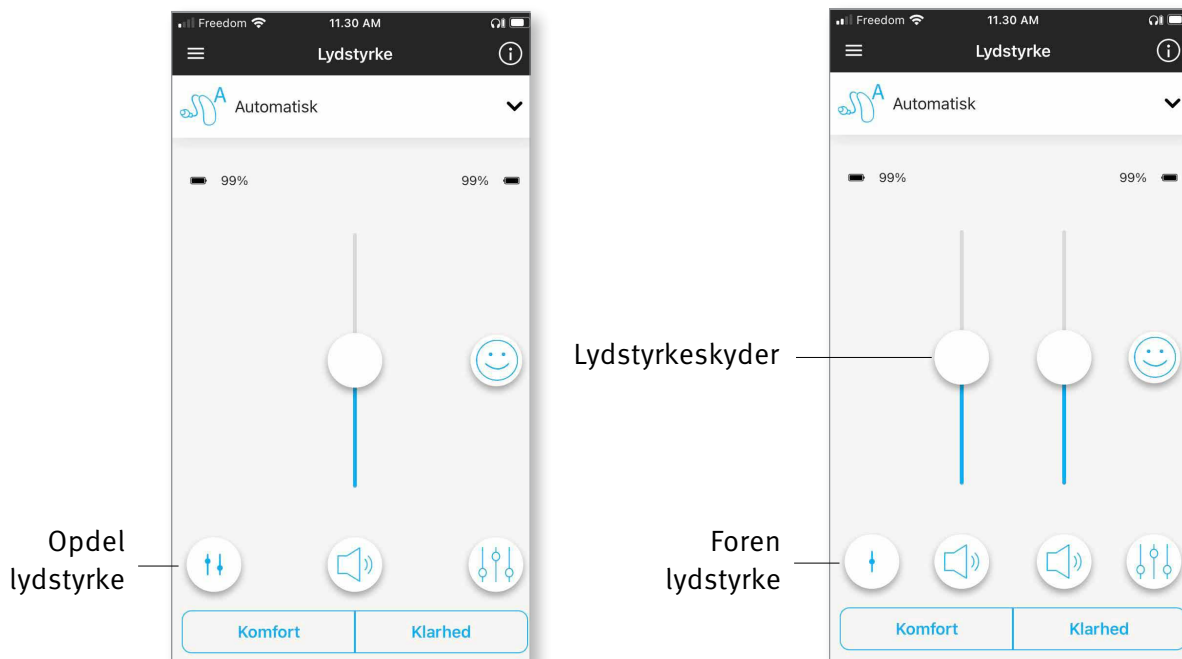 Freedom 11.30 AM
Lydstyrke
A Automatisk
99% 99%
Opdel
lydstyrke
Komfort Klarhed
Freedom 11.30 AM
Lydstyrke
A Automatisk
99% 99%
Lydstyrkeskyder
Foren
lydstyrke
Komfort Klarhed